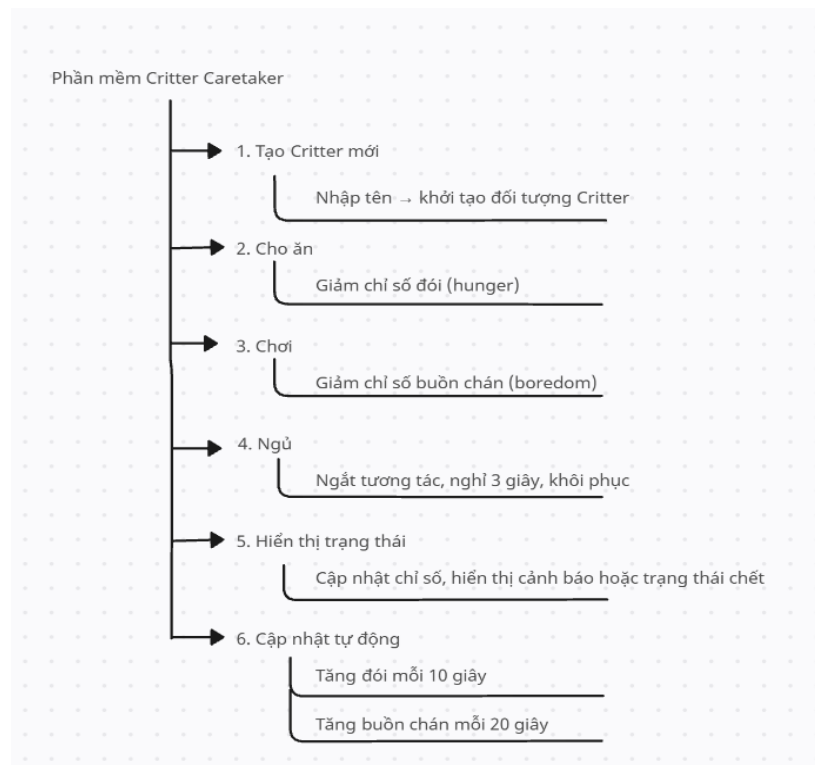 Phần mềm Critter Caretaker
1. Tạo Critter mới
Nhập tên → khởi tạo đối tượng Critter
2. Cho ăn
Giảm chỉ số đói (hunger)
3. Chơi
Giảm chỉ số buồn chán (boredom)
4. Ngủ
Ngắt tương tác, nghỉ 3 giây, khôi phục
5. Hiển thị trạng thái
Cập nhật chỉ số, hiển thị cảnh báo hoặc trạng thái chết
6. Cập nhật tự động
Tăng đói mỗi 10 giây
Tăng buồn chán mỗi 20 giây